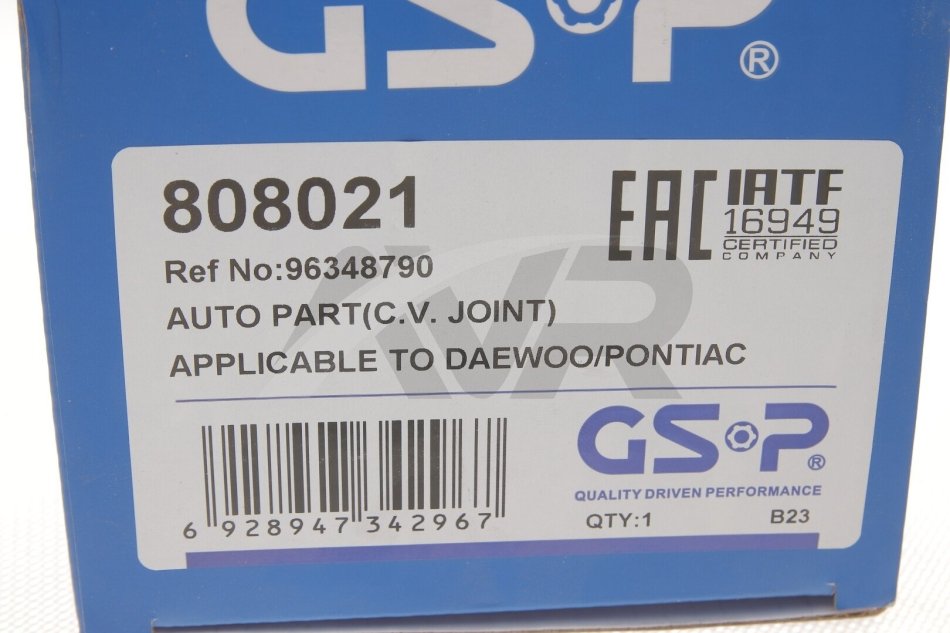 GSP®
808021
EAC
IATF
16949
CERTIFIED
COMPANY
Ref No:96348790
AUTO PART(C.V. JOINT)
APPLICABLE TO DAEWOO/PONTIAC
GSP®
QUALITY DRIVEN PERFORMANCE
6 928947 342967
QTY:1 B23